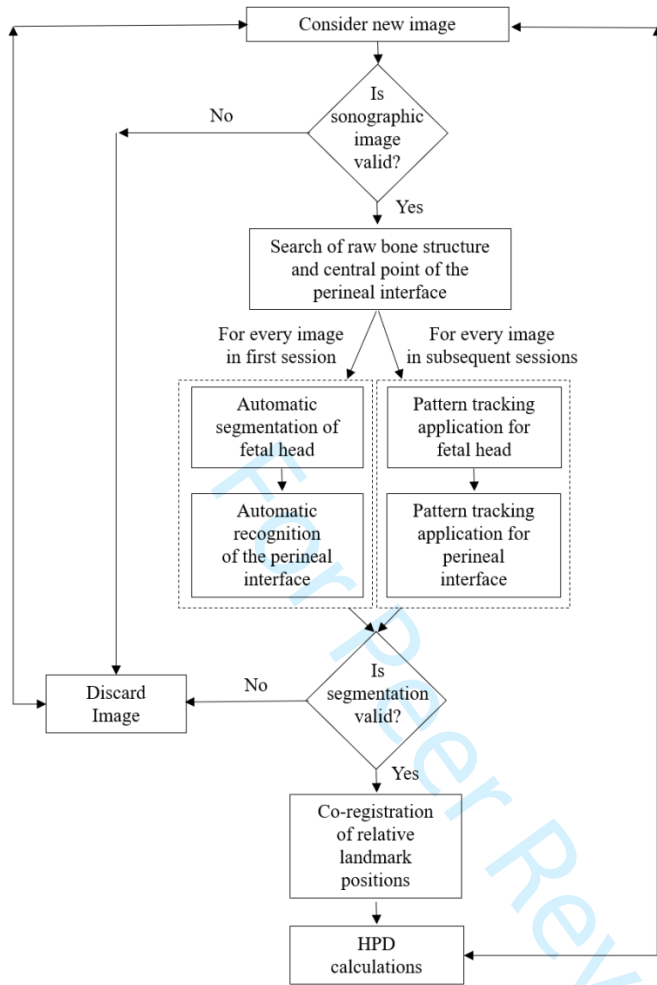 Consider new image
Is
sonographic
image
valid?
No
Yes
Search of raw bone structure
and central point of the
perineal interface
For every image
in first session
For every image
in subsequent sessions
Automatic
segmentation of
fetal head
Pattern tracking
application for
fetal head
Automatic
recognition
of the perineal
interface
Pattern tracking
application for
perineal
interface
Is
segmentation
valid?
No
Discard
Image
Yes
Co-registration
of relative
landmark
positions
HPD
calculations
For Peer Rev